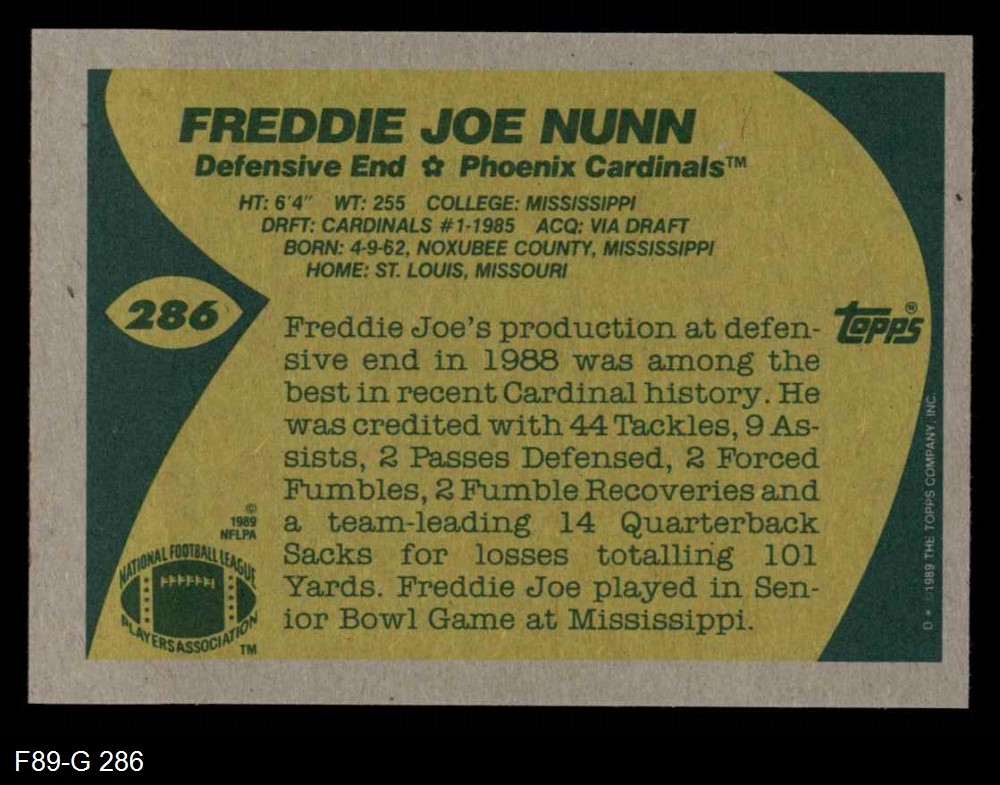 FREDDIE JOE NUNN
Defensive End ✿ Phoenix Cardinals™
HT: 6'4" WT: 255 COLLEGE: MISSISSIPPI
DRFT: CARDINALS #1-1985 ACQ: VIA DRAFT
BORN: 4-9-62, NOXUBEE COUNTY, MISSISSIPPI
HOME: ST. LOUIS, MISSOURI
286
Freddie Joe's production at defen-
sive end in 1988 was among the
best in recent Cardinal history. He
was credited with 44 Tackles, 9 As-
sists, 2 Passes Defensed, 2 Forced
Fumbles, 2 Fumble Recoveries and
a team-leading 14 Quarterback
Sacks for losses totalling 101
Yards. Freddie Joe played in Sen-
ior Bowl Game at Mississippi.
topps®
D* 1989 THE TOPPS COMPANY, INC.
©
1989
NFLPA
NATIONAL FOOTBALL LEAGUE
PLAYERS ASSOCIATION
TM
F89-G 286